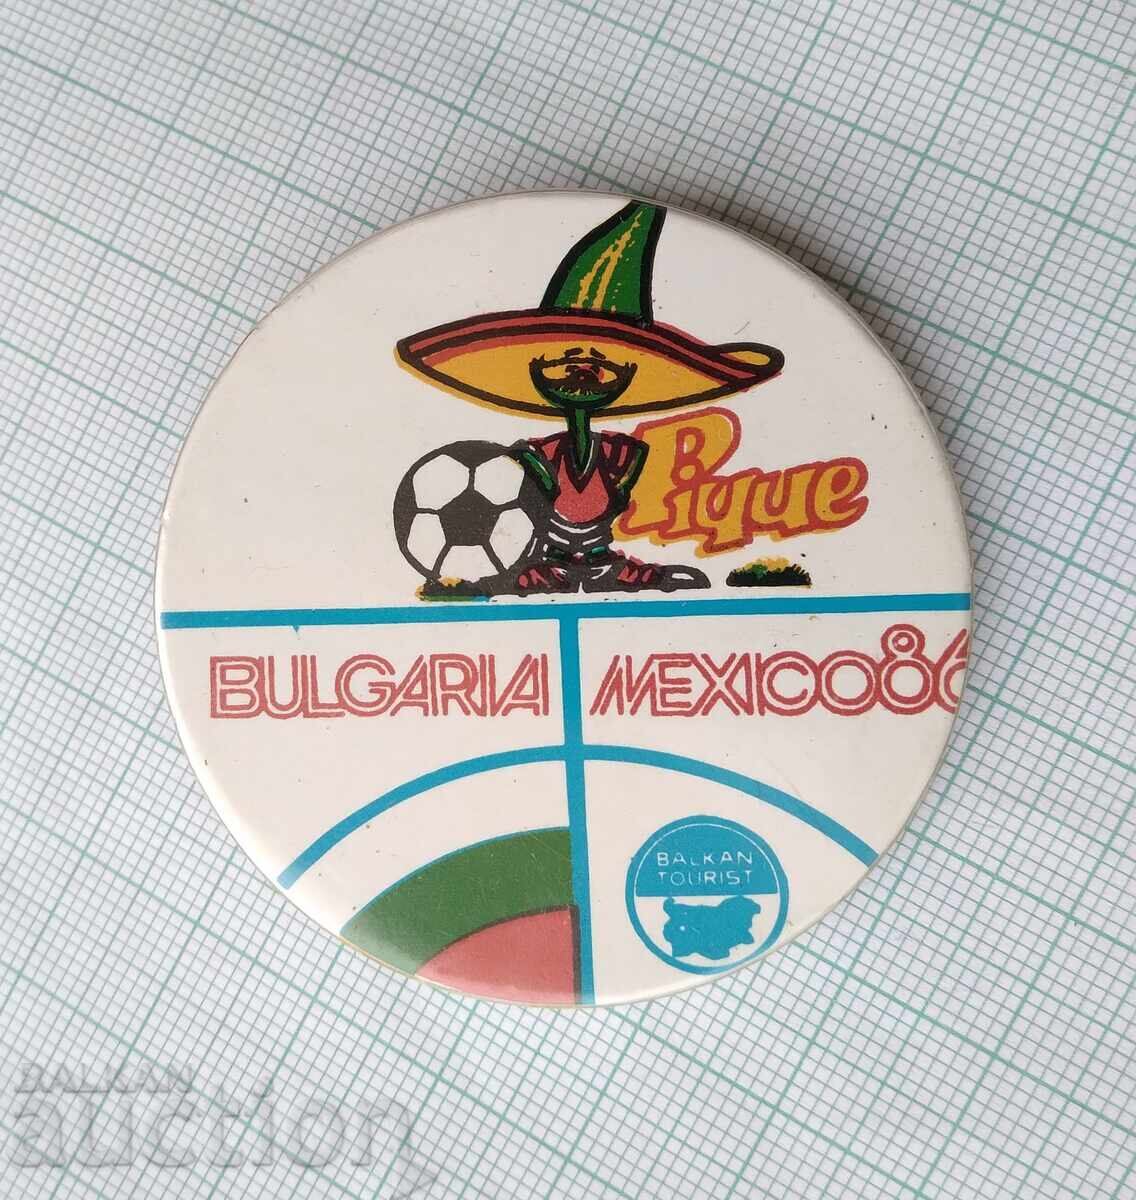 Pique
BULGARIA MEXICO86
BALKAN
TOURIST
BALKAN
auction